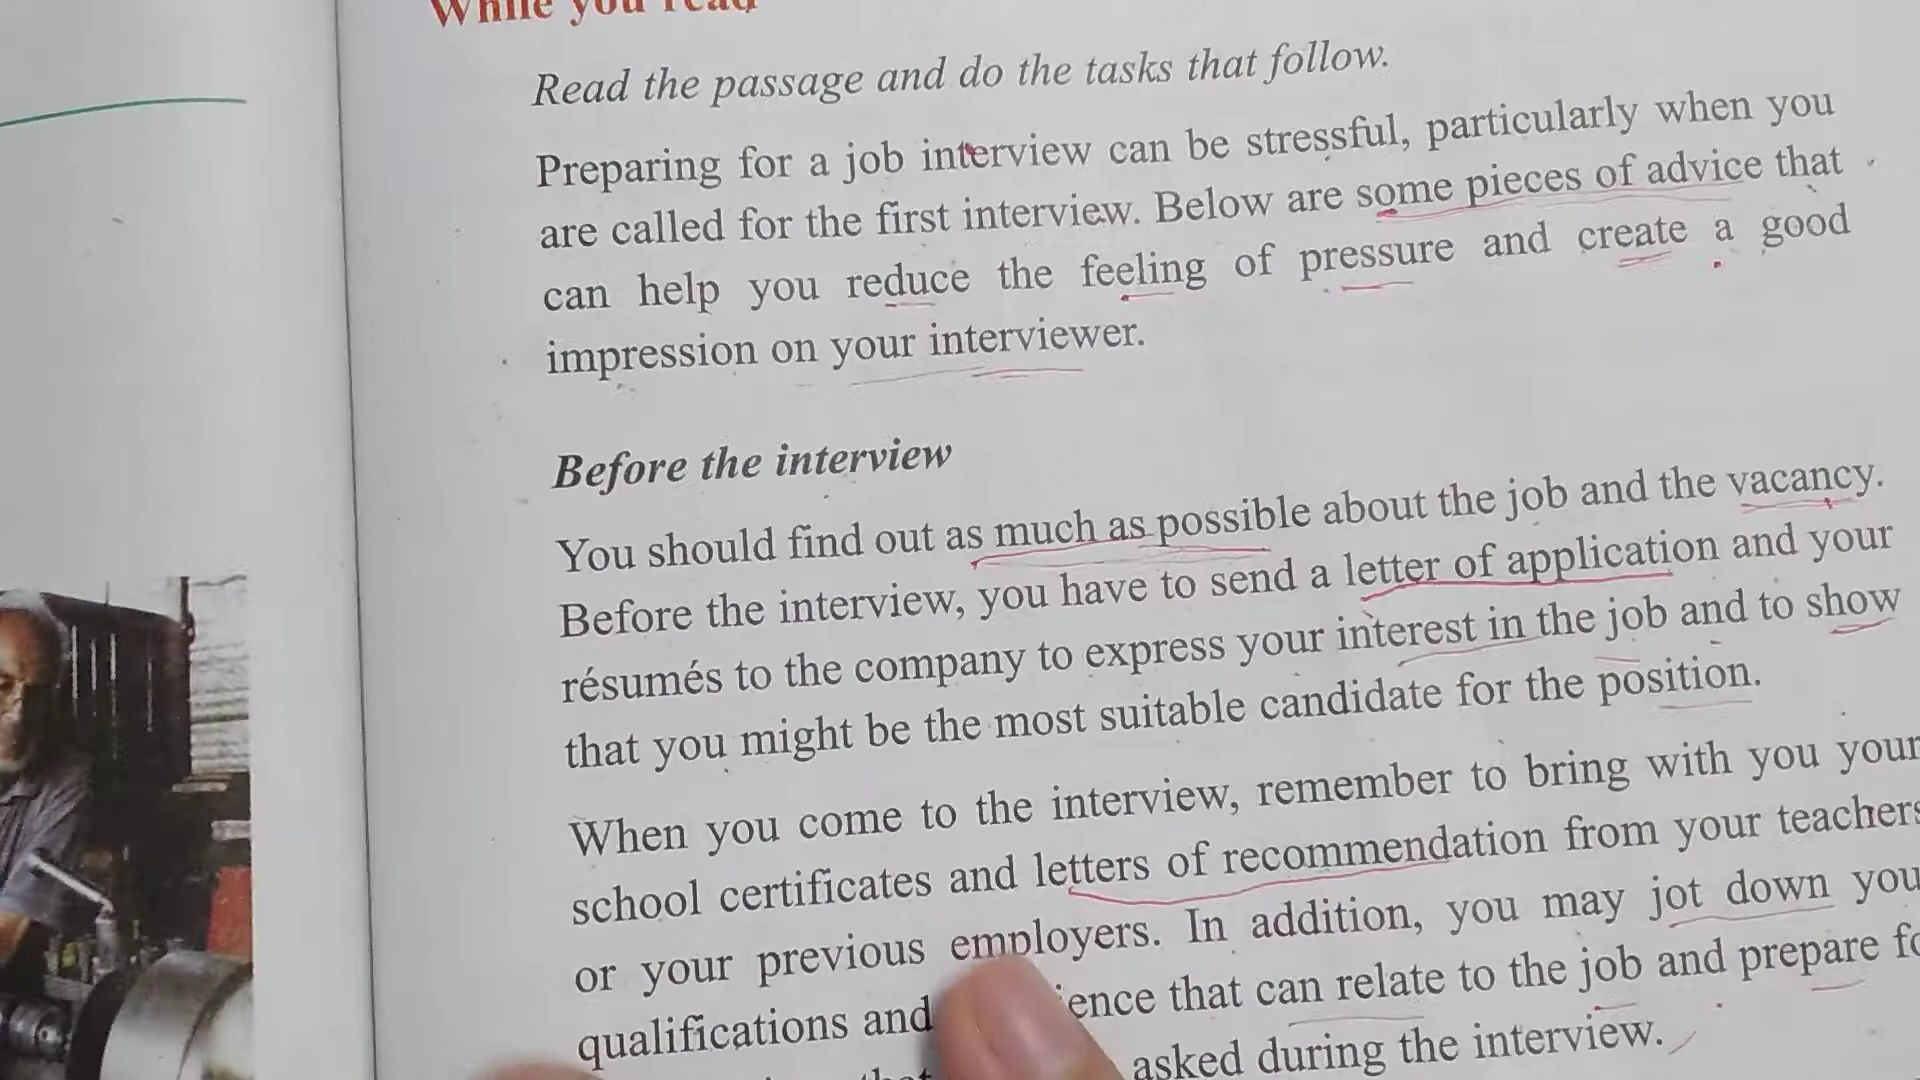 While you read
Read the passage and do the tasks that follow.
Preparing for a job interview can be stressful, particularly when you
are called for the first interview. Below are some pieces of advice that
can help you reduce the feeling of pressure and create a good
impression on your interviewer.
Before the interview
You should find out as much as possible about the job and the vacancy.
Before the interview, you have to send a letter of application and your
résumés to the company to express your interest in the job and to show
that you might be the most suitable candidate for the position.
When you come to the interview, remember to bring with you your
school certificates and letters of recommendation from your teachers
or your previous employers. In addition, you may jot down you
qualifications and ence that can relate to the job and prepare fo
asked during the interview.